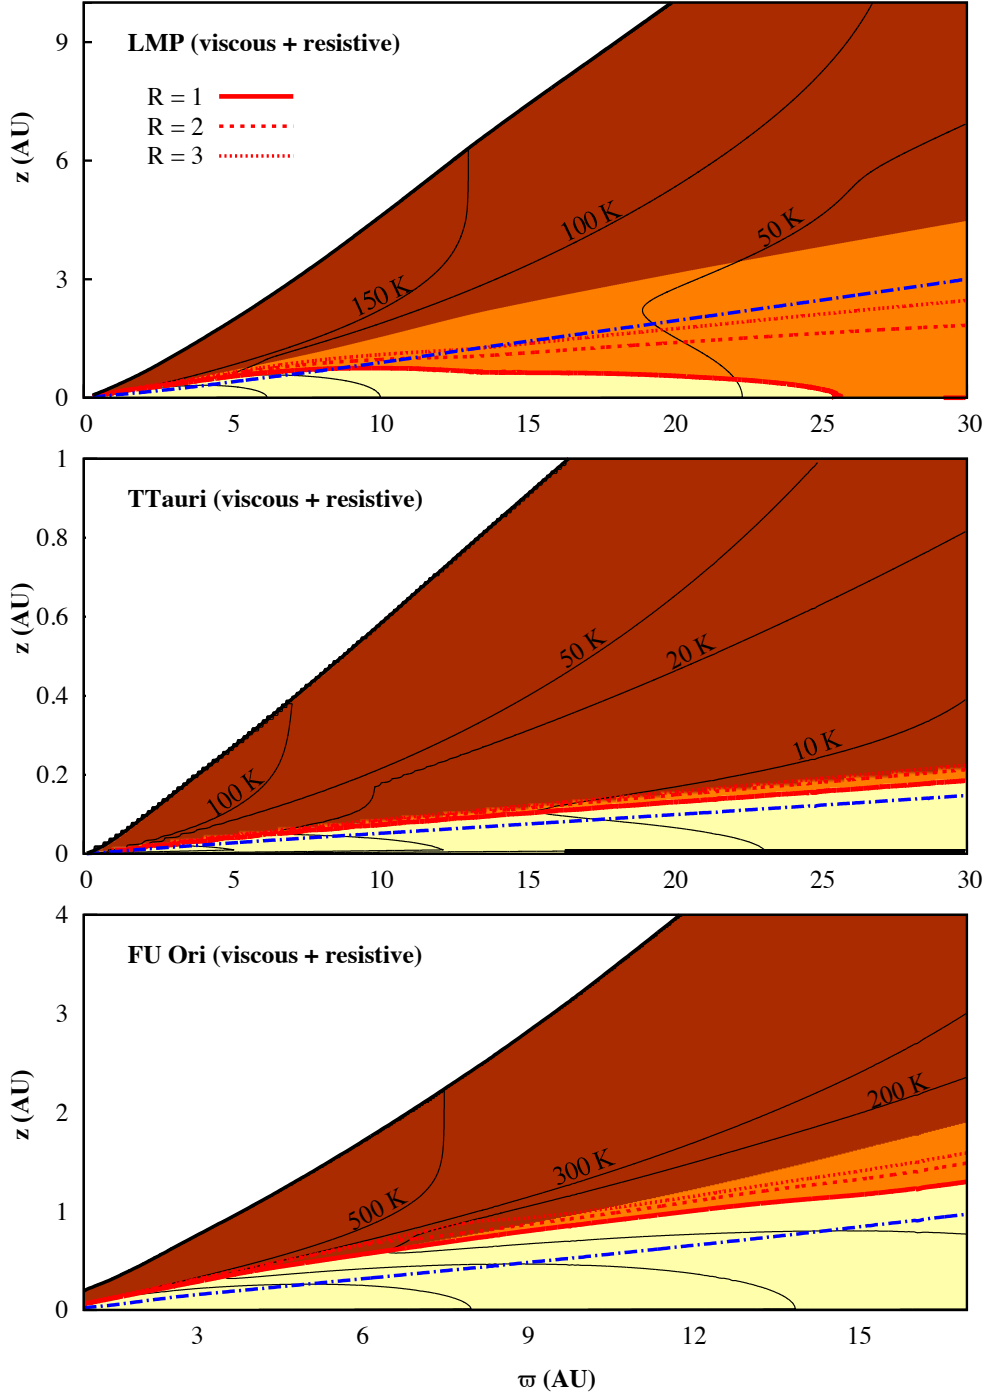 LMP (viscous + resistive)
R = 1
R = 2
R = 3
150 K
100 K
50 K
z (AU)
9
6
3
0
0 5 10 15 20 25 30
TTauri (viscous + resistive)
100 K
50 K
20 K
10 K
z (AU)
1
0.8
0.6
0.4
0.2
0
0 5 10 15 20 25 30
FU Ori (viscous + resistive)
500 K
300 K
200 K
z (AU)
4
3
2
1
0
3 6 9 12 15
ϖ (AU)